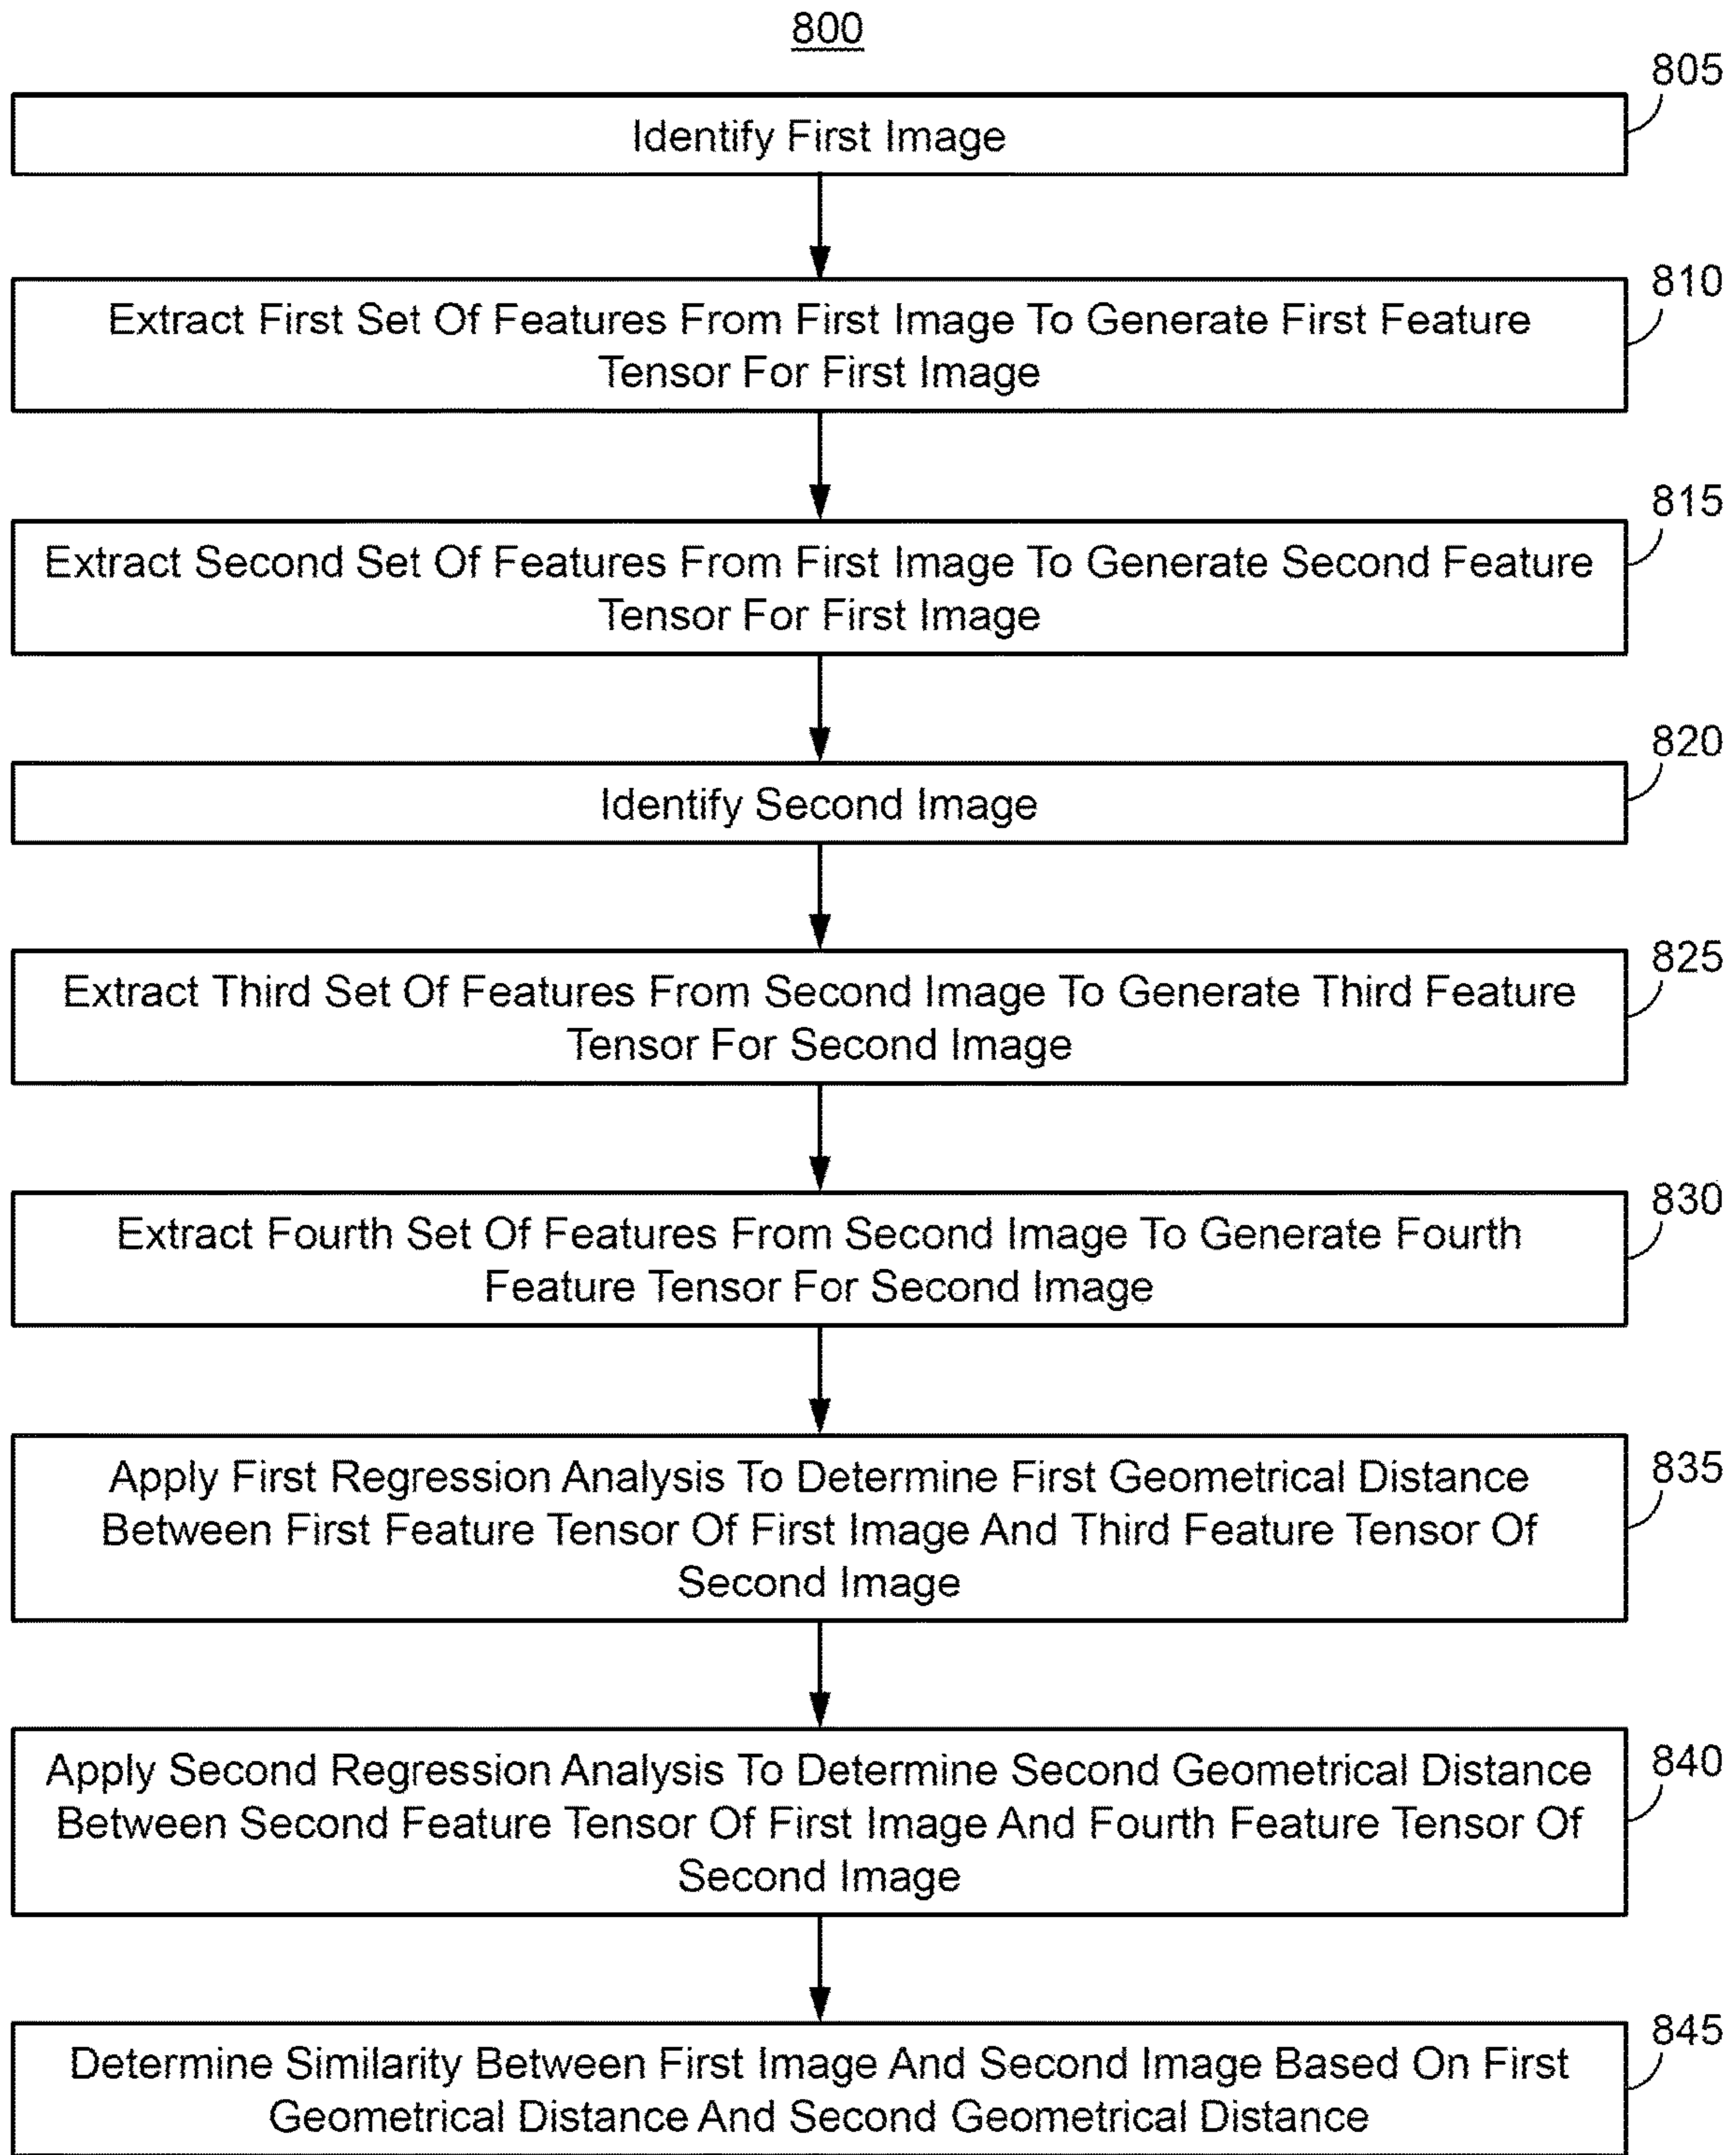 800
805
Identify First Image
810
Extract First Set Of Features From First Image To Generate First Feature
Tensor For First Image
815
Extract Second Set Of Features From First Image To Generate Second Feature
Tensor For First Image
820
Identify Second Image
825
Extract Third Set Of Features From Second Image To Generate Third Feature
Tensor For Second Image
830
Extract Fourth Set Of Features From Second Image To Generate Fourth
Feature Tensor For Second Image
835
Apply First Regression Analysis To Determine First Geometrical Distance
Between First Feature Tensor Of First Image And Third Feature Tensor Of
Second Image
840
Apply Second Regression Analysis To Determine Second Geometrical Distance
Between Second Feature Tensor Of First Image And Fourth Feature Tensor Of
Second Image
845
Determine Similarity Between First Image And Second Image Based On First
Geometrical Distance And Second Geometrical Distance